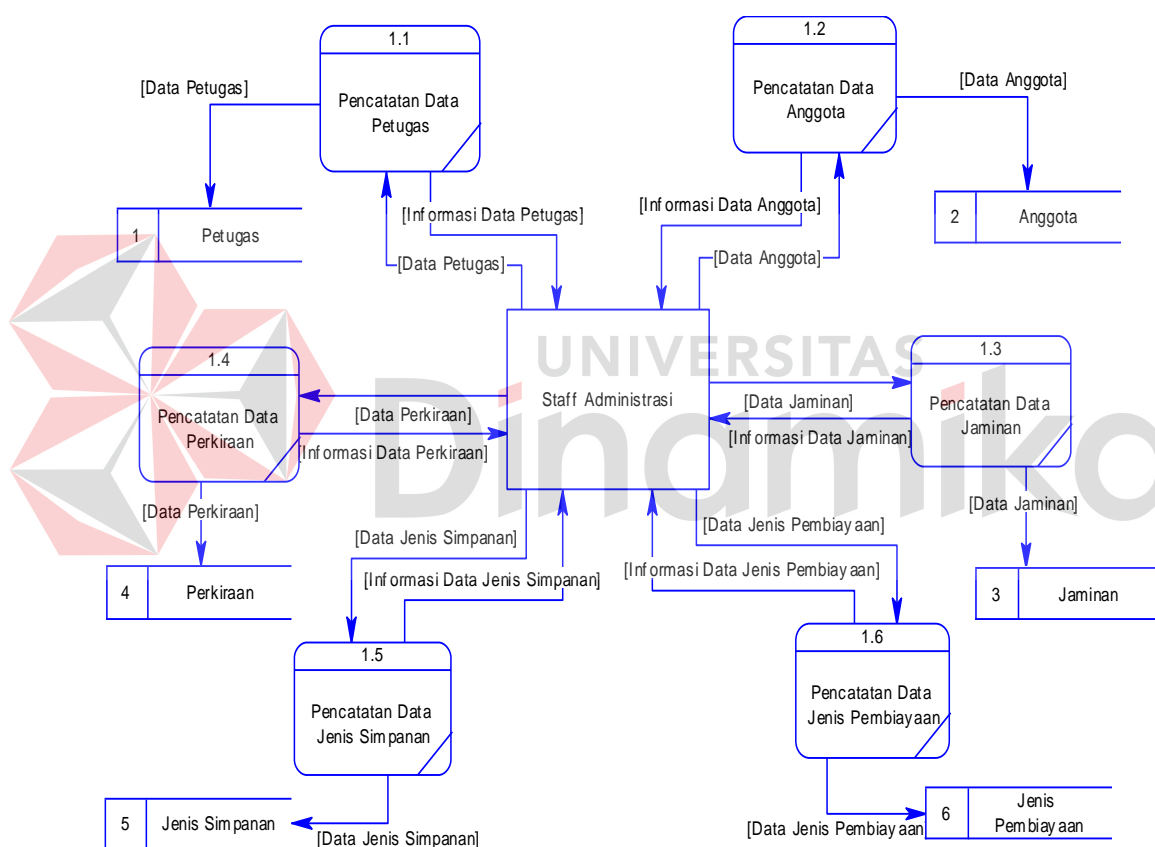 1.1
Pencatatan Data
Petugas
1.2
Pencatatan Data
Anggota
[Data Petugas]
[Data Anggota]
[Informasi Data Petugas]
[Informasi Data Anggota]
1
Petugas
2
Anggota
[Data Petugas]
[Data Anggota]
UNIVERSITAS
Dinamika
1.4
Pencatatan Data
Perkiraan
Staff Administrasi
1.3
Pencatatan Data
Jaminan
[Data Perkiraan]
[Data Jaminan]
[Informasi Data Perkiraan]
[Informasi Data Jaminan]
[Data Perkiraan]
[Data Jaminan]
[Data Jenis Simpanan]
[Data Jenis Pembiayaan]
[Informasi Data Jenis Simpanan]
[Informasi Data Jenis Pembiayaan]
4
Perkiraan
3
Jaminan
1.5
Pencatatan Data
Jenis Simpanan
1.6
Pencatatan Data
Jenis Pembiayaan
5
Jenis Simpanan
[Data Jenis Simpanan]
[Data Jenis Pembiayaan
6
Jenis
Pembiayaan